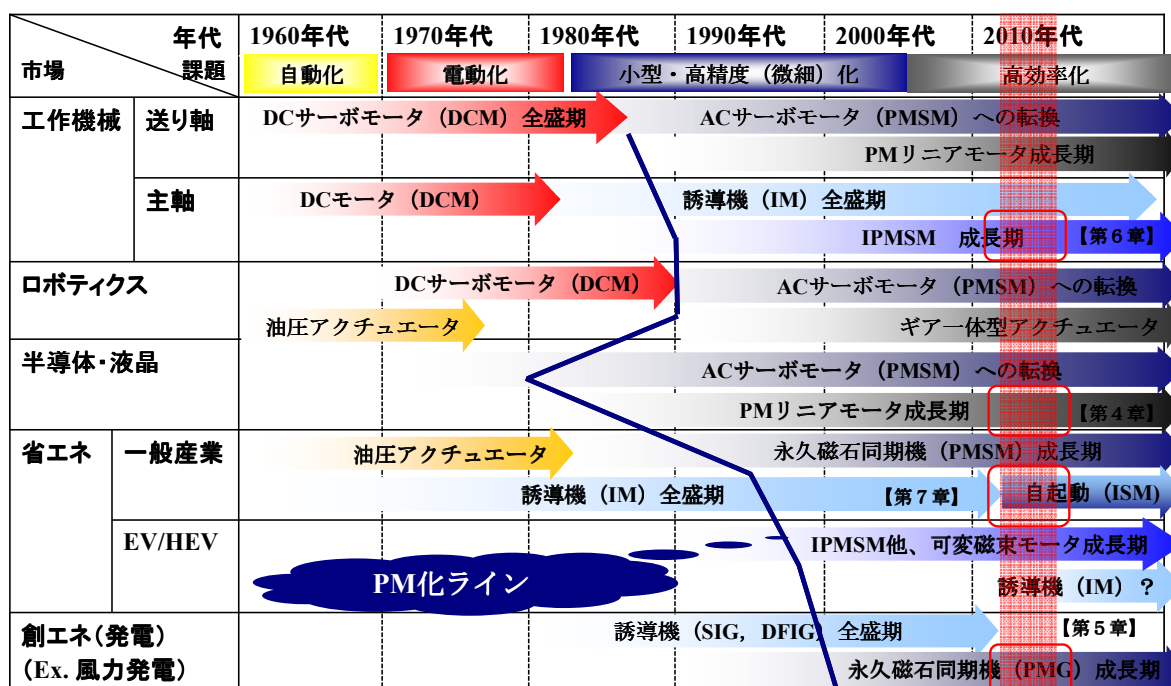 年代 1960年代 1970年代 1980年代 1990年代 2000年代 2010年代
市場 課題 自動化 電動化 小型・高精度（微細）化 高効率化
工作機械 送り軸 DCサーボモータ（DCM）全盛期 ACサーボモータ（PMSM）への転換
PMリニアモータ成長期
主軸 DCモータ（DCM） 誘導機（IM）全盛期
IPMSM 成長期 【第６章】
ロボティクス DCサーボモータ（DCM） ACサーボモータ（PMSM）への転換
油圧アクチュエータ ギア一体型アクチュエータ
半導体・液晶 ACサーボモータ（PMSM）への転換
PMリニアモータ成長期 【第４章】
省エネ 一般産業 油圧アクチュエータ 永久磁石同期機（PMSM）成長期
誘導機（IM）全盛期 【第７章】 自起動（ISM）
EV/HEV IPMSM他、可変磁束モータ成長期
PM化ライン 誘導機（IM）？
創エネ（発電） 誘導機（SIG，DFIG）全盛期 【第５章】
(Ex. 風力発電) 永久磁石同期機（PMG）成長期